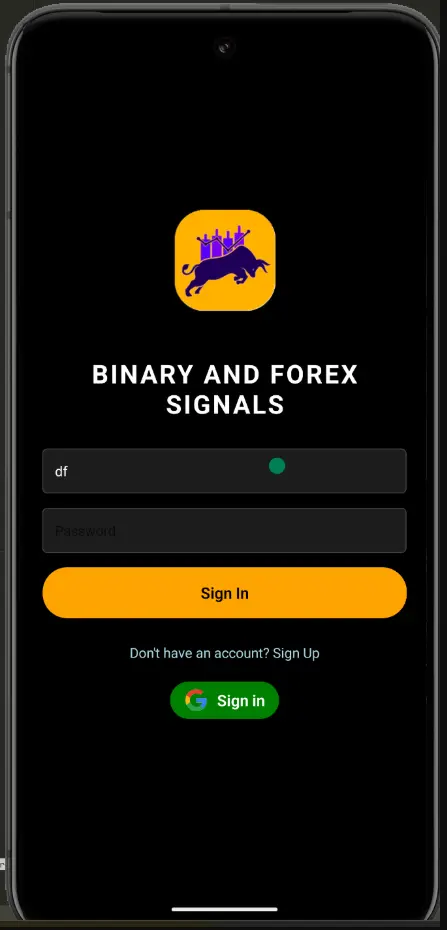 BINARY AND FOREX
SIGNALS
df
Password
Sign In
Don't have an account? Sign Up
Sign in